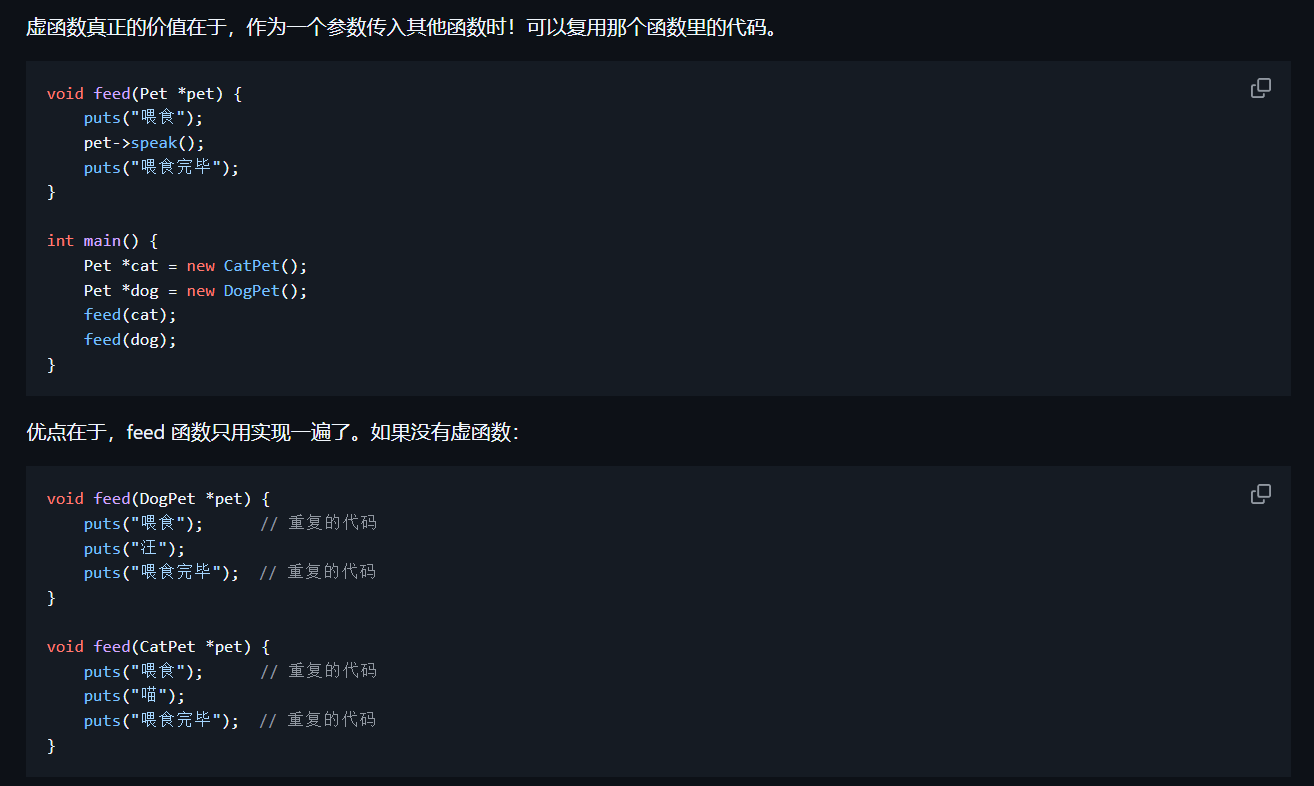 虚函数真正的价值在于，作为一个参数传入其他函数时！可以复用那个函数里的代码。
void feed(Pet *pet) {
    puts("喂食");
    pet->speak();
    puts("喂食完毕");
}
int main() {
    Pet *cat = new CatPet();
    Pet *dog = new DogPet();
    feed(cat);
    feed(dog);
}
优点在于，feed 函数只用实现一遍了。如果没有虚函数：
void feed(DogPet *pet) {
    puts("喂食");      // 重复的代码
    puts("汪");
    puts("喂食完毕");  // 重复的代码
}
void feed(CatPet *pet) {
    puts("喂食");      // 重复的代码
    puts("喵");
    puts("喂食完毕");  // 重复的代码
}